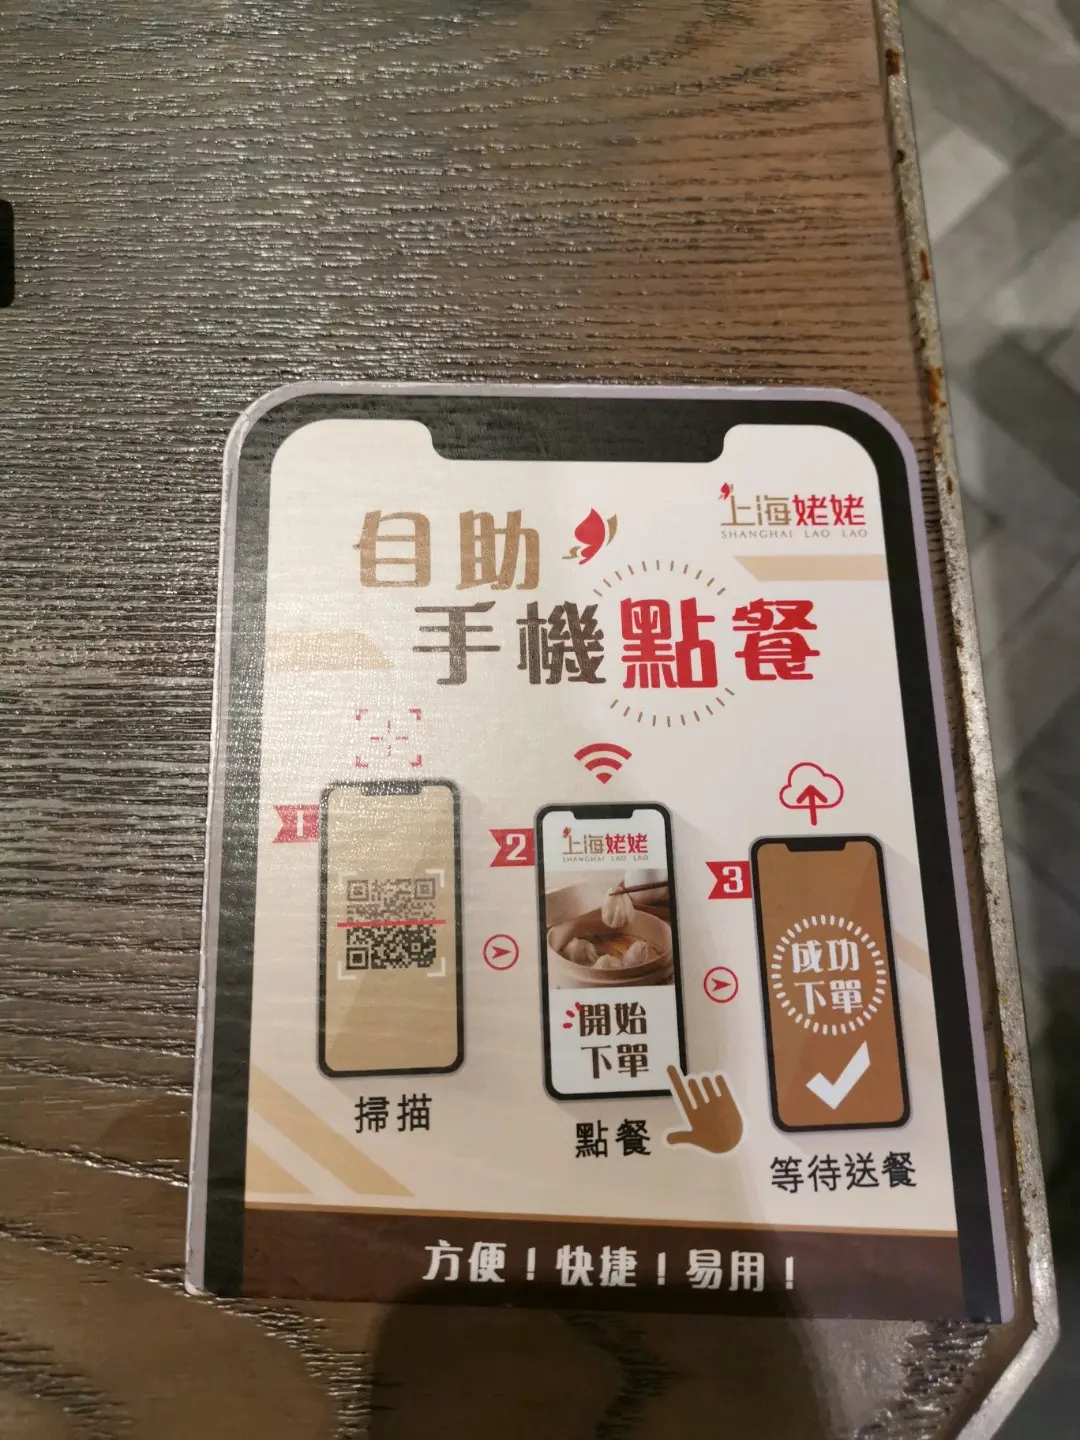 上海姥姥
SHANGHAI LAO LAO
自助
手機點餐
1
2
3
上海姥姥
SHANGHAI LAO LAO
開始
下單
成功
下單
掃描
點餐
等待送餐
方便！快捷！易用！